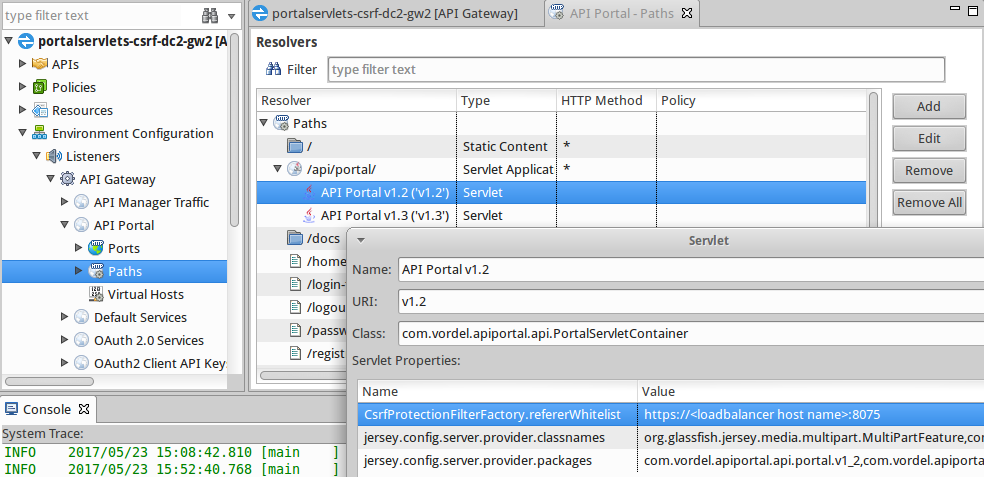 type filter text
portalservlets-csrf-dc2-gw2 [A
APIs
Policies
Resources
Environment Configuration
Listeners
API Gateway
API Manager Traffic
API Portal
Ports
Paths
Virtual Hosts
Default Services
OAuth 2.0 Services
OAuth2 Client API Key
portalservlets-csrf-dc2-gw2 [API Gateway]
API Portal - Paths
Resolvers
Filter
type filter text
Resolver Type HTTP Method Policy
Paths
/ Static Content *
/api/portal/ Servlet Applicat *
API Portal v1.2 ('v1.2') Servlet
API Portal v1.3 ('v1.3') Servlet
/docs
/home
/login-
/logou
/passw
/regist
Add
Edit
Remove
Remove All
Servlet
Name: API Portal v1.2
URI: v1.2
Class: com.vordel.apiportal.api.PortalServletContainer
Servlet Properties:
Name Value
CsrfProtectionFilterFactory.refererWhitelist https://<loadbalancer host name>:8075
jersey.config.server.provider.classnames org.glassfish.jersey.media.multipart.MultiPartFeature,co
jersey.config.server.provider.packages com.vordel.apiportal.api.portal.v1_2,com.vordel.apiporta
Console
System Trace:
INFO 2017/05/23 15:08:42.810 [main ]
INFO 2017/05/23 15:52:40.768 [main ]